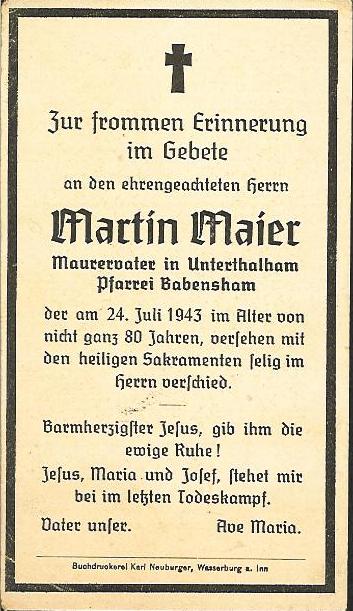 Zur frommen Erinnerung
im Gebete
an den ehrengeachteten Herrn
Martin Maier
Maurervater in Unterthalham
Pfarrei Babensham
der am 24. Juli 1943 im Alter von
nicht ganz 80 Jahren, versehen mit
den heiligen Sakramenten selig im
Herrn verschied.
Barmherzigster Jesus, gib ihm die
ewige Ruhe!
Jesus, Maria und Josef, stehet mir
bei im letzten Todeskampf.
Vater unser. Ave Maria.
Buchdruckerei Karl Neuburger, Wasserburg a. Inn